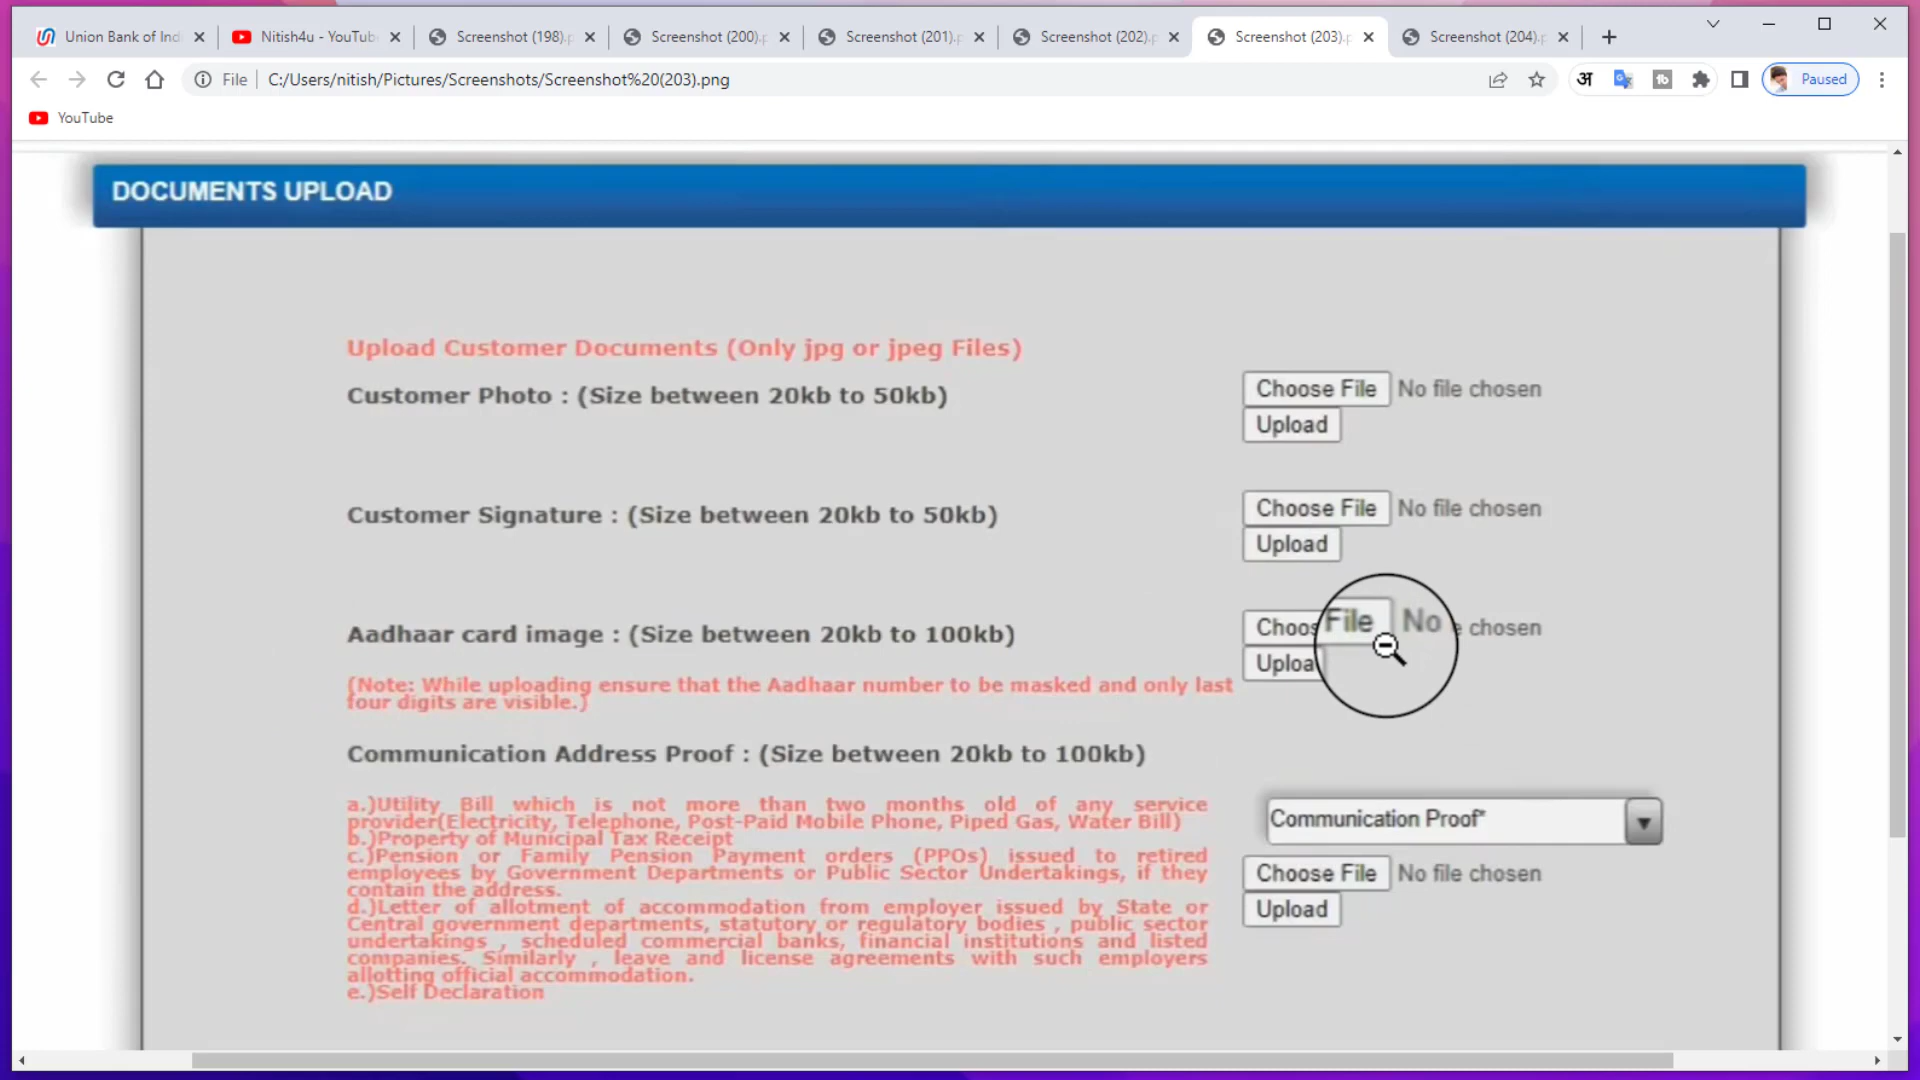 Union Bank of Ind
Nitish4u - YouTub
Screenshot (198).p
Screenshot (200).p
Screenshot (201).p
Screenshot (202).p
Screenshot (203).p
Screenshot (204).p
File C:/Users/nitish/Pictures/Screenshots/Screenshot%20(203).png
अ
Paused
YouTube
DOCUMENTS UPLOAD
Upload Customer Documents (Only jpg or jpeg Files)
Customer Photo : (Size between 20kb to 50kb)
Choose File No file chosen
Upload
Customer Signature : (Size between 20kb to 50kb)
Choose File No file chosen
Upload
Aadhaar card image : (Size between 20kb to 100kb)
Choos File No e chosen
Uploa
(Note: While uploading ensure that the Aadhaar number to be masked and only last
four digits are visible.)
Communication Address Proof : (Size between 20kb to 100kb)
a.)Utility Bill which is not more than two months old of any service
provider(Electricity, Telephone, Post-Paid Mobile Phone, Piped Gas, Water Bill)
b.)Property of Municipal Tax Receipt
c.)Pension or Family Pension Payment orders (PPOs) issued to retired
employees by Government Departments or Public Sector Undertakings, if they
contain the address.
d.)Letter of allotment of accommodation from employer issued by State or
Central government departments, statutory or regulatory bodies , public sector
undertakings , scheduled commercial banks, financial institutions and listed
companies. Similarly , leave and license agreements with such employers
allotting official accommodation.
e.)Self Declaration
Communication Proof*
Choose File No file chosen
Upload